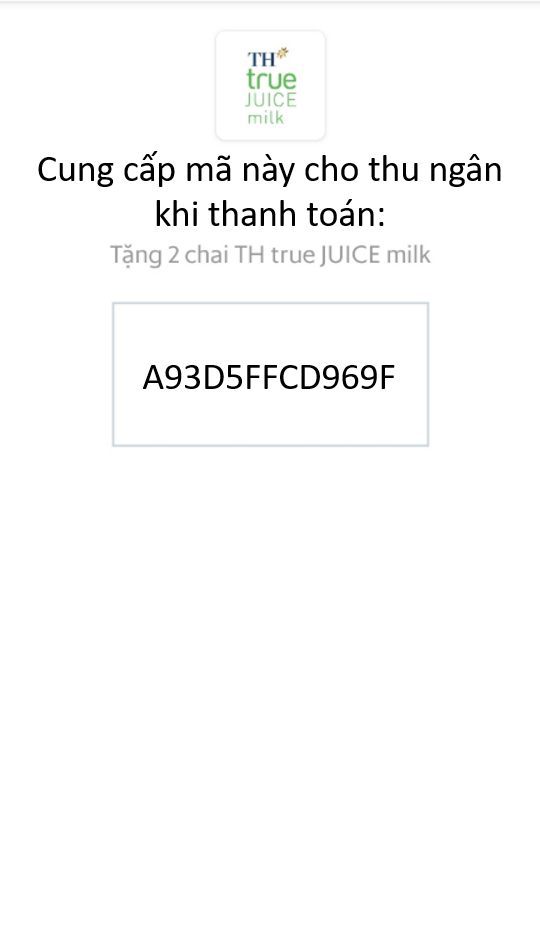 TH
true
JUICE
milk
Cung cấp mã này cho thu ngân
khi thanh toán:
Tặng 2 chai TH true JUICE milk
A93D5FFCD969F